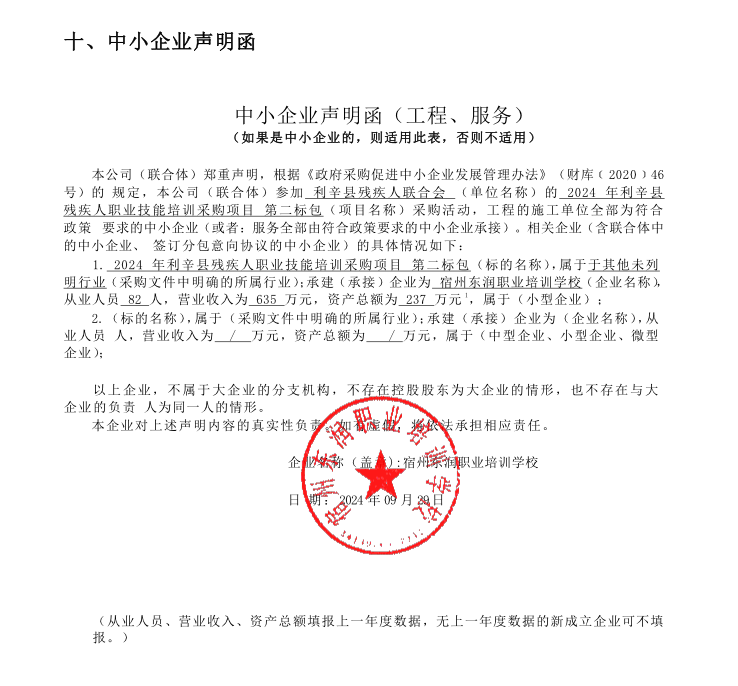 十、中小企业声明函
中小企业声明函（工程、服务）
（如果是中小企业的，则适用此表，否则不适用）
本公司（联合体）郑重声明，根据《政府采购促进中小企业发展管理办法》（财库﹝2020﹞46
号）的 规定，本公司（联合体）参加 利辛县残疾人联合会 （单位名称）的 2024 年利辛县
残疾人职业技能培训采购项目 第二标包（项目名称）采购活动，工程的施工单位全部为符合
政策 要求的中小企业（或者：服务全部由符合政策要求的中小企业承接）。相关企业（含联合体中
的中小企业、 签订分包意向协议的中小企业）的具体情况如下：
1. 2024 年利辛县残疾人职业技能培训采购项目 第二标包（标的名称），属于于其他未列
明行业（采购文件中明确的所属行业）；承建（承接）企业为 宿州东润职业培训学校（企业名称），
从业人员 82 人，营业收入为 635 万元，资产总额为 237 万元¹，属于（小型企业）；
2.（标的名称），属于（采购文件中明确的所属行业）；承建（承接）企业为（企业名称），从
业人员 人，营业收入为 / 万元，资产总额为 / 万元，属于（中型企业、小型企业、微型
企业）；
以上企业，不属于大企业的分支机构，不存在控股股东为大企业的情形，也不存在与大
企业的负责 人为同一人的情形。
本企业对上述声明内容的真实性负责。如有虚假，将依法承担相应责任。
企业名称（盖章）：宿州东润职业培训学校
日 期： 2024 年 09 月 29 日
宿州东润职业培训学校
（从业人员、营业收入、资产总额填报上一年度数据，无上一年度数据的新成立企业可不填
报。）